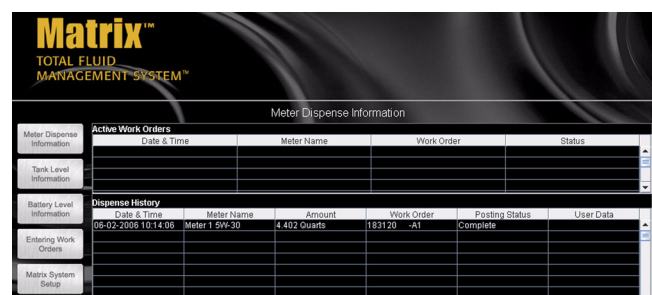 Matrix™
TOTAL FLUID
MANAGEMENT SYSTEM™
Meter Dispense Information
Meter Dispense
Information
Tank Level
Information
Battery Level
Information
Entering Work
Orders
Matrix System
Setup
Active Work Orders
Date & Time Meter Name Work Order Status
Dispense History
Date & Time Meter Name Amount Work Order Posting Status User Data
06-02-2006 10:14:06 Meter 1 5W-30 4.402 Quarts 183120 -A1 Complete